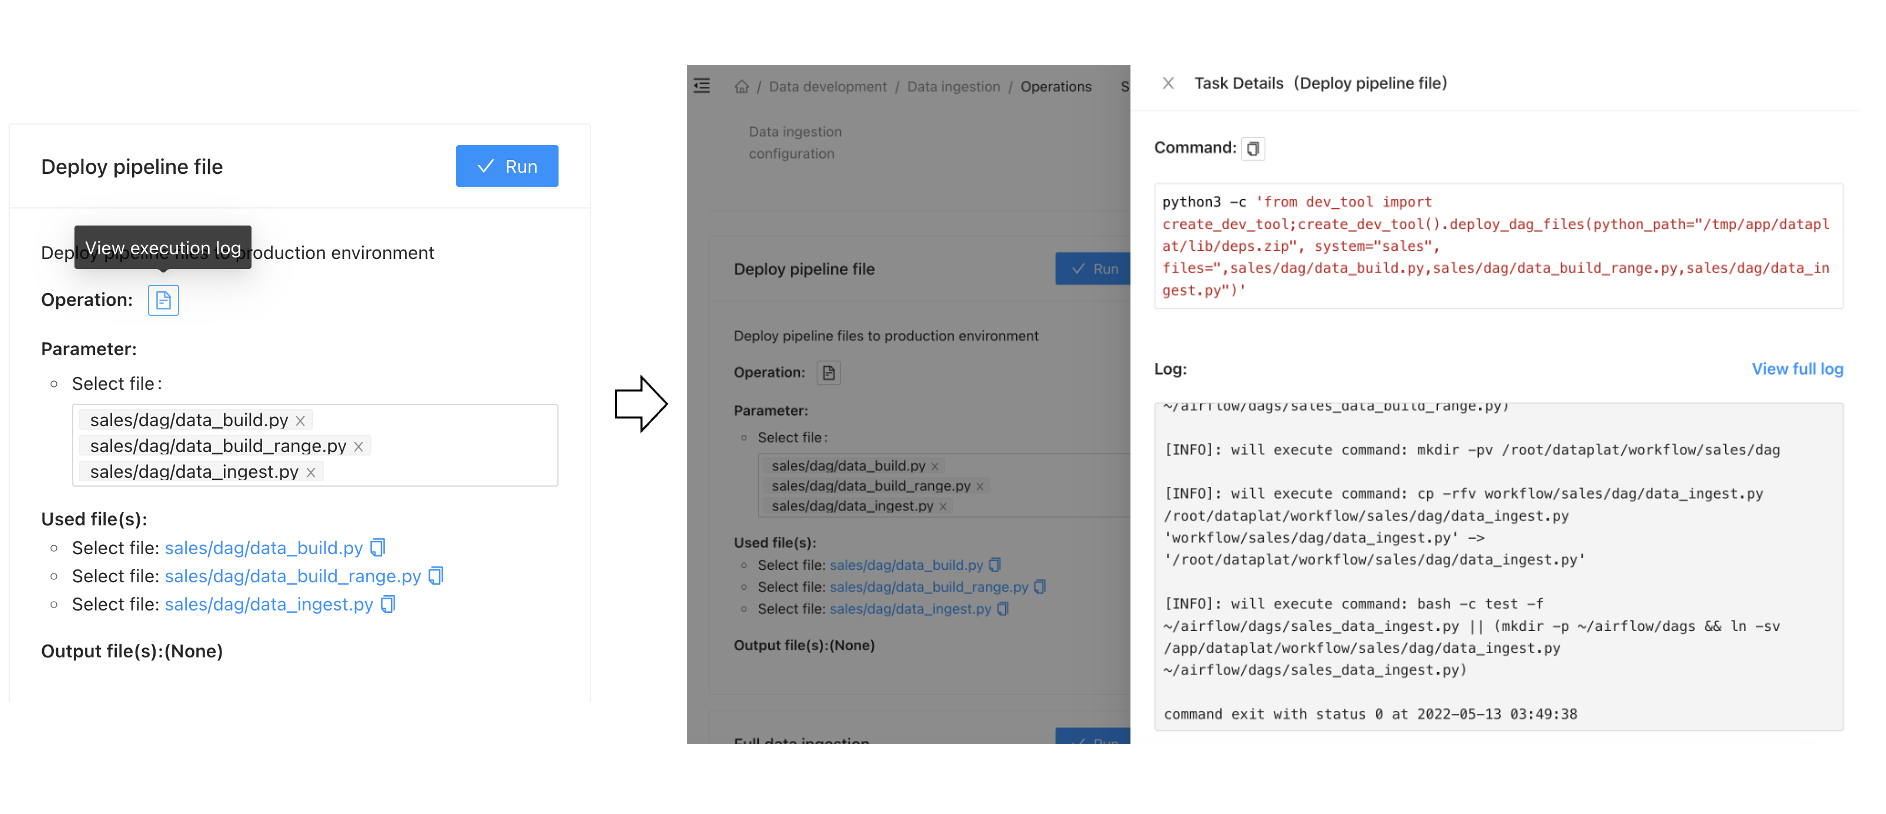 Deploy pipeline file
Run
View execution log
Deploy pipeline files to production environment
Operation:
Parameter:
Select file:
sales/dag/data_build.py
sales/dag/data_build_range.py
sales/dag/data_ingest.py
Used file(s):
Select file: sales/dag/data_build.py
Select file: sales/dag/data_build_range.py
Select file: sales/dag/data_ingest.py
Output file(s):(None)
/ Data development / Data ingestion / Operations S
Data ingestion
configuration
Deploy pipeline file
Run
Deploy pipeline files to production environment
Operation:
Parameter:
Select file:
sales/dag/data_build.py
sales/dag/data_build_range.py
sales/dag/data_ingest.py
Used file(s):
Select file: sales/dag/data_build.py
Select file: sales/dag/data_build_range.py
Select file: sales/dag/data_ingest.py
Output file(s):(None)
Full data ingestion
Run
Task Details (Deploy pipeline file)
Command:
python3 -c 'from dev_tool import
create_dev_tool;create_dev_tool().deploy_dag_files(python_path="/tmp/app/datapl
at/lib/deps.zip", system="sales",
files=",sales/dag/data_build.py,sales/dag/data_build_range.py,sales/dag/data_in
gest.py")'
Log:
View full log
~/airflow/dags/sales_data_build_range.py)
[INFO]: will execute command: mkdir -pv /root/dataplat/workflow/sales/dag
[INFO]: will execute command: cp -rfv workflow/sales/dag/data_ingest.py
/root/dataplat/workflow/sales/dag/data_ingest.py
'workflow/sales/dag/data_ingest.py' ->
'/root/dataplat/workflow/sales/dag/data_ingest.py'
[INFO]: will execute command: bash -c test -f
~/airflow/dags/sales_data_ingest.py || (mkdir -p ~/airflow/dags && ln -sv
/app/dataplat/workflow/sales/dag/data_ingest.py
~/airflow/dags/sales_data_ingest.py)
command exit with status 0 at 2022-05-13 03:49:38